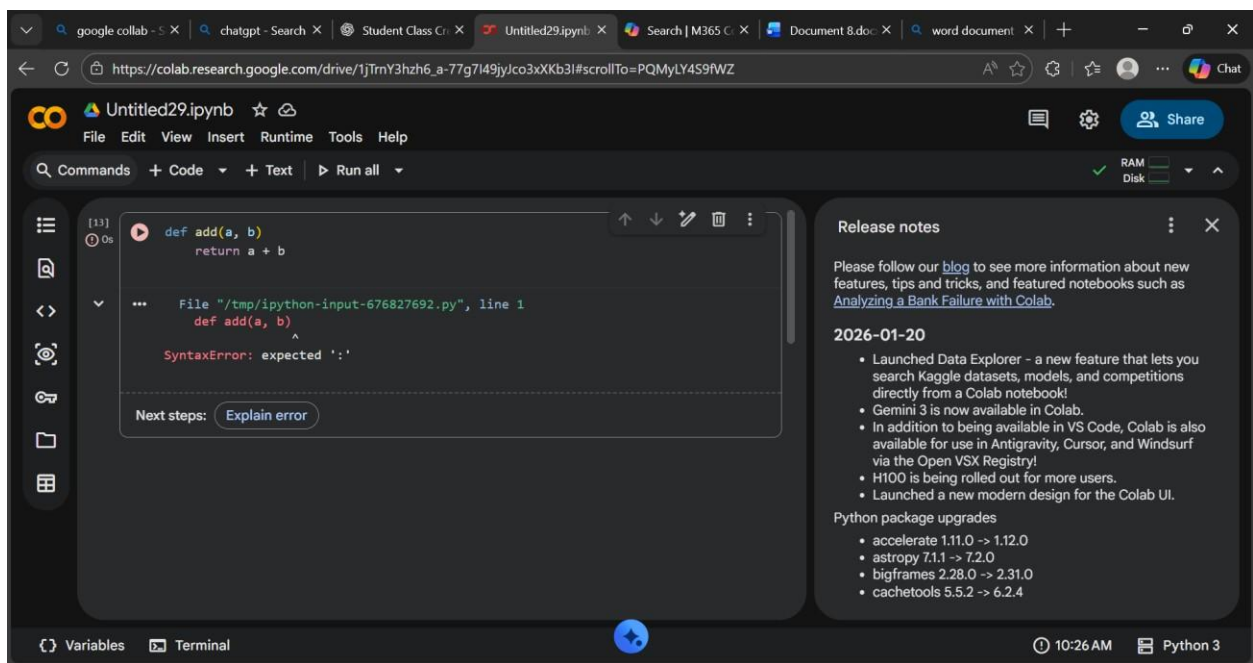 google collab - S
chatgpt - Search
Student Class Cr
Untitled29.ipynb
Search | M365 C
Document 8.doc
word document
https://colab.research.google.com/drive/1jTrnY3hzh6_a-77g7I49jyJco3xXKb3I#scrollTo=PQMyLY4S9fWZ
Chat
CO
Untitled29.ipynb
File Edit View Insert Runtime Tools Help
Share
Commands + Code + Text Run all
RAM
Disk
[13]
0s
def add(a, b)
return a + b
File "/tmp/ipython-input-676827692.py", line 1
def add(a, b)
^
SyntaxError: expected ':'
Next steps: Explain error
Release notes
Please follow our blog to see more information about new
features, tips and tricks, and featured notebooks such as
Analyzing a Bank Failure with Colab.
2026-01-20
• Launched Data Explorer - a new feature that lets you
search Kaggle datasets, models, and competitions
directly from a Colab notebook!
• Gemini 3 is now available in Colab.
• In addition to being available in VS Code, Colab is also
available for use in Antigravity, Cursor, and Windsurf
via the Open VSX Registry!
• H100 is being rolled out for more users.
• Launched a new modern design for the Colab UI.
Python package upgrades
• accelerate 1.11.0 -> 1.12.0
• astropy 7.1.1 -> 7.2.0
• bigframes 2.28.0 -> 2.31.0
• cachetools 5.5.2 -> 6.2.4
{} Variables Terminal
10:26 AM Python 3